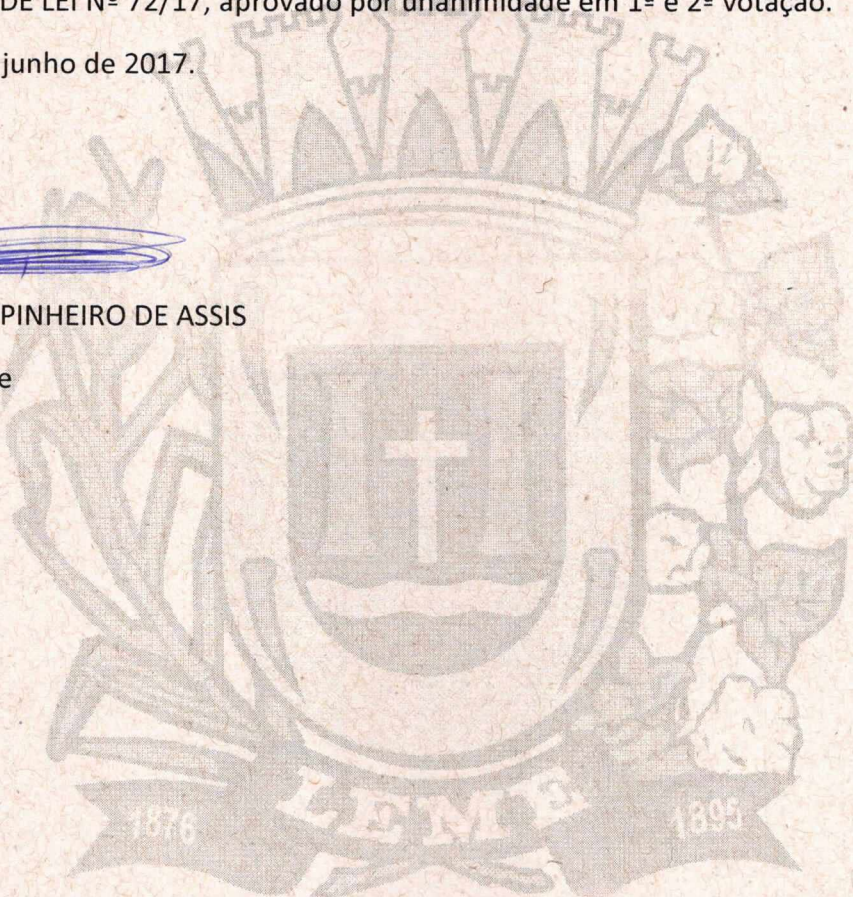 DE LEI Nº 72/17, aprovado por unanimidade em 1ª e 2ª votação.
junho de 2017.
PINHEIRO DE ASSIS
e
1876 LEME 1895